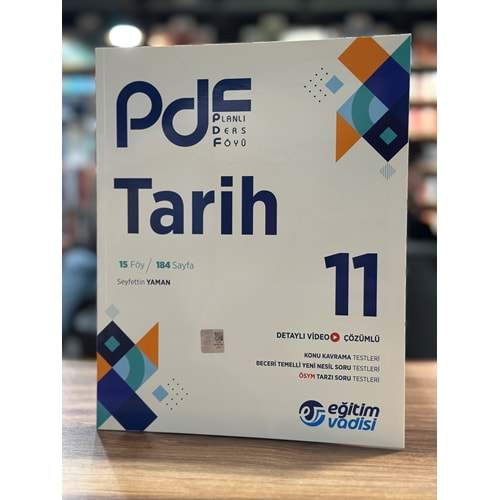 PdF
PLANLI
DERS
FÖYÜ
Tarih
15 Föy / 184 Sayfa
Seyfettin YAMAN
11
DETAYLI VİDEO ÇÖZÜMLÜ
KONU KAVRAMA TESTLERİ
BECERİ TEMELLİ YENİ NESİL SORU TESTLERİ
ÖSYM TARZI SORU TESTLERİ
eğitim
vadisi